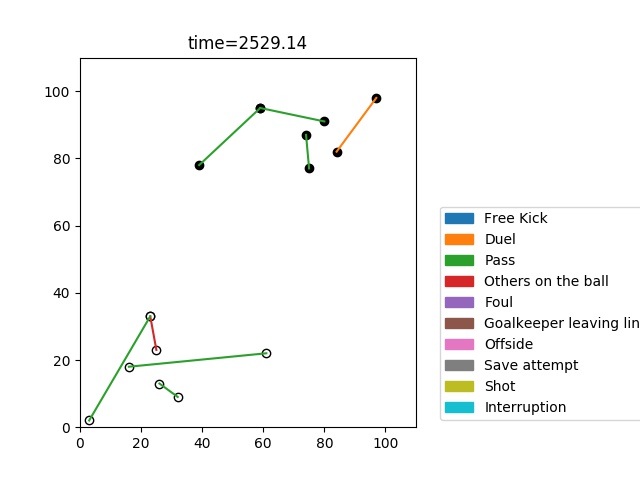 time=2529.14
100
80
60
40
20
0
0 20 40 60 80 100
Free Kick
Duel
Pass
Others on the ball
Foul
Goalkeeper leaving lin
Offside
Save attempt
Shot
Interruption